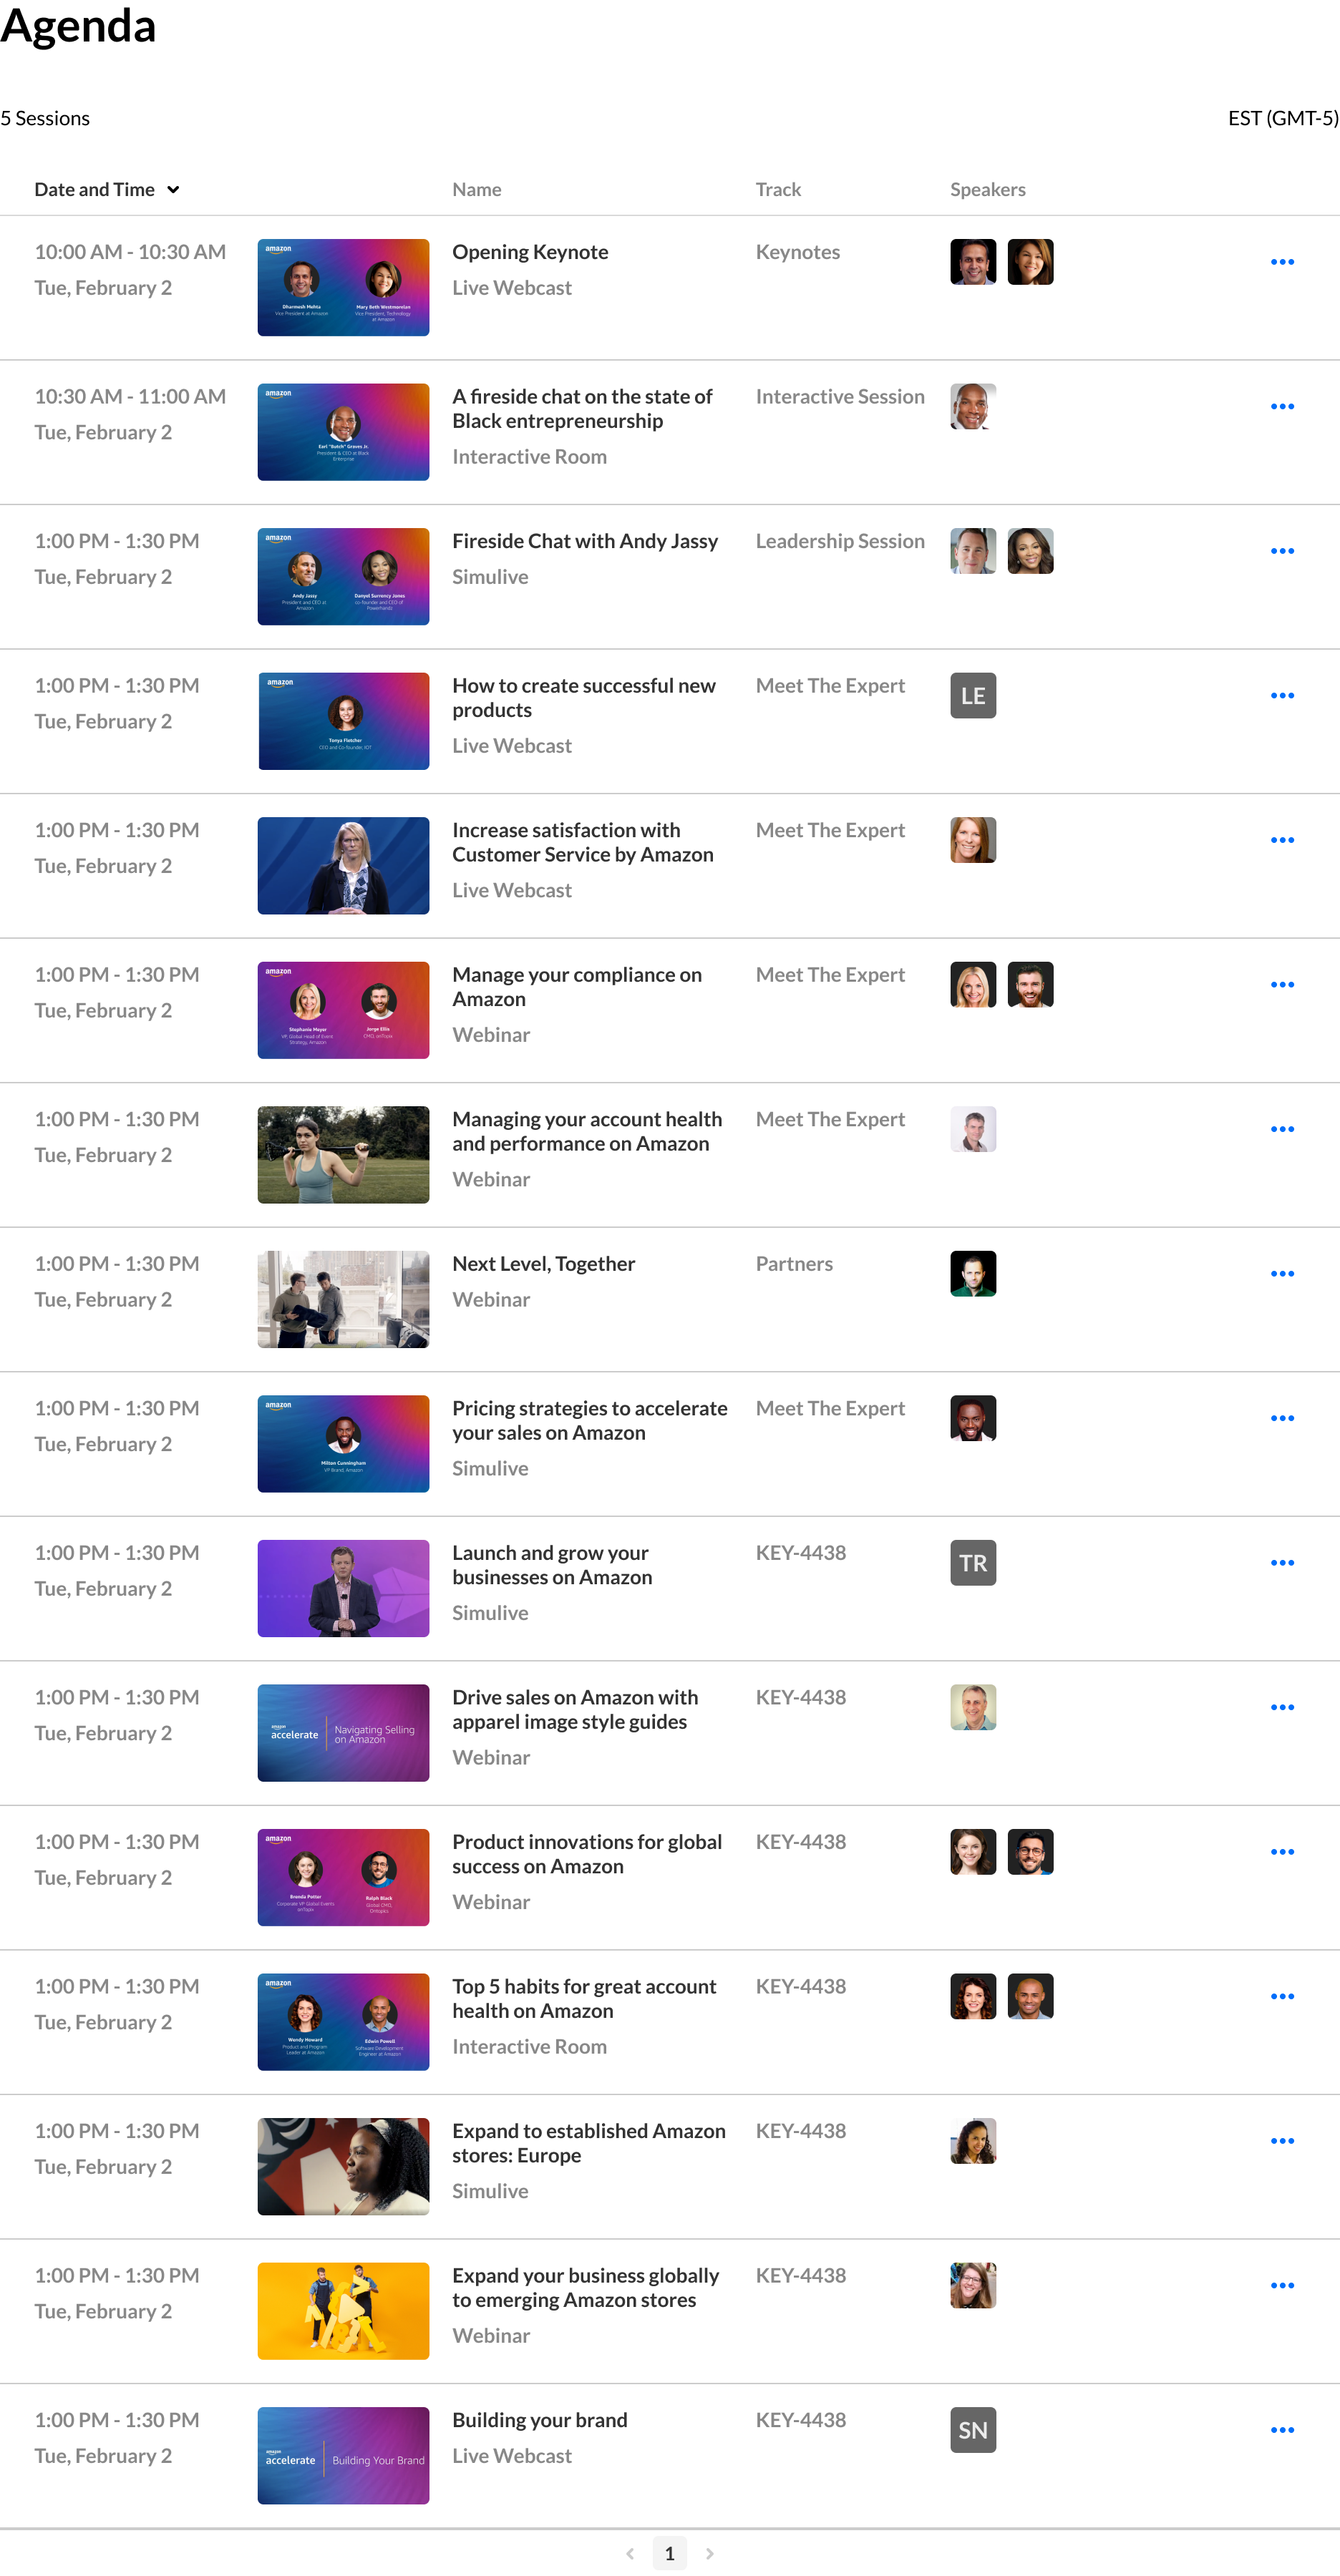 Agenda
5 Sessions
EST (GMT-5)
Date and Time
Name
Track
Speakers
10:00 AM - 10:30 AM
Tue, February 2
amazon
Dharmesh Mehta
Vice President at Amazon
Mary Beth Westmoreland
Vice President, Technology
at Amazon
Opening Keynote
Live Webcast
Keynotes
10:30 AM - 11:00 AM
Tue, February 2
amazon
Earl "Butch" Graves Jr.
President & CEO at Black
Enterprise
A fireside chat on the state of
Black entrepreneurship
Interactive Room
Interactive Session
1:00 PM - 1:30 PM
Tue, February 2
amazon
Andy Jassy
President and CEO at
Amazon
Danyel Surrency Jones
co-founder and CEO of
PowerHandz
Fireside Chat with Andy Jassy
Simulive
Leadership Session
1:00 PM - 1:30 PM
Tue, February 2
amazon
Tonya Fletcher
CEO and Co-founder, IOT
How to create successful new
products
Live Webcast
Meet The Expert
LE
1:00 PM - 1:30 PM
Tue, February 2
Increase satisfaction with
Customer Service by Amazon
Live Webcast
Meet The Expert
1:00 PM - 1:30 PM
Tue, February 2
amazon
Stephanie Meyer
VP, Global Head of Event
Strategy, Amazon
Jorge Ellis
CMO, onTopix
Manage your compliance on
Amazon
Webinar
Meet The Expert
1:00 PM - 1:30 PM
Tue, February 2
Managing your account health
and performance on Amazon
Webinar
Meet The Expert
1:00 PM - 1:30 PM
Tue, February 2
Next Level, Together
Webinar
Partners
1:00 PM - 1:30 PM
Tue, February 2
amazon
Milton Cunningham
VP Brand, Amazon
Pricing strategies to accelerate
your sales on Amazon
Simulive
Meet The Expert
1:00 PM - 1:30 PM
Tue, February 2
Launch and grow your
businesses on Amazon
Simulive
KEY-4438
TR
1:00 PM - 1:30 PM
Tue, February 2
amazon
accelerate
Navigating Selling
on Amazon
Drive sales on Amazon with
apparel image style guides
Webinar
KEY-4438
1:00 PM - 1:30 PM
Tue, February 2
amazon
Brenda Potter
Corporate VP Global Events
Ralph Black
Global CMO,
Product innovations for global
success on Amazon
Webinar
KEY-4438
1:00 PM - 1:30 PM
Tue, February 2
amazon
Wendy Howard
Product and Program
Leader at Amazon
Edwin Powell
Software Development
Engineer at Amazon
Top 5 habits for great account
health on Amazon
Interactive Room
KEY-4438
1:00 PM - 1:30 PM
Tue, February 2
Expand to established Amazon
stores: Europe
Simulive
KEY-4438
1:00 PM - 1:30 PM
Tue, February 2
Expand your business globally
to emerging Amazon stores
Webinar
KEY-4438
1:00 PM - 1:30 PM
Tue, February 2
amazon
accelerate
Building Your Brand
Building your brand
Live Webcast
KEY-4438
SN
1